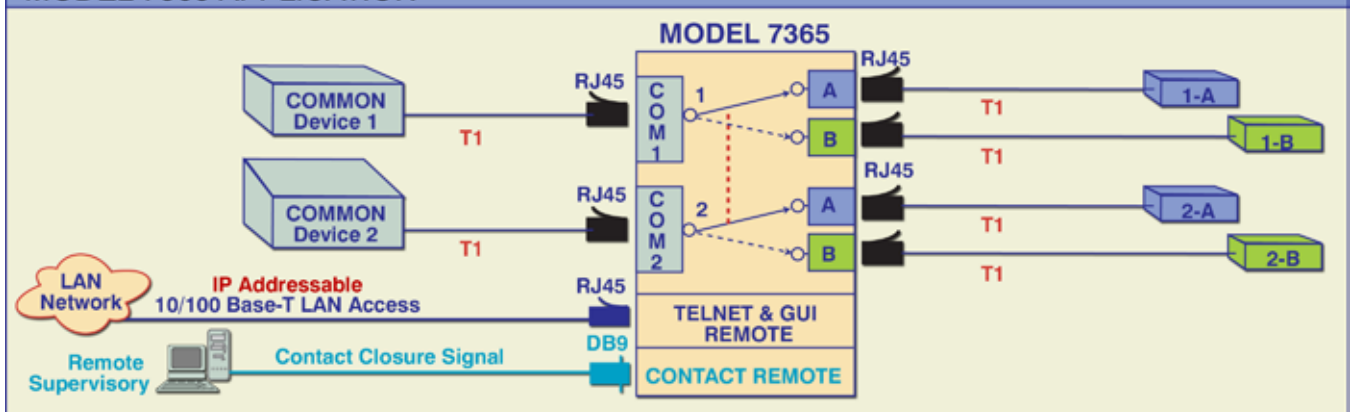 MODEL 7365
COMMON
Device 1
T1
RJ45
COM1
1
A
B
RJ45
T1
1-A
T1
1-B
COMMON
Device 2
T1
RJ45
COM2
2
A
B
RJ45
T1
2-A
T1
2-B
LAN
Network
IP Addressable
10/100 Base-T LAN Access
RJ45
TELNET & GUI
REMOTE
Remote
Supervisory
Contact Closure Signal
DB9
CONTACT REMOTE